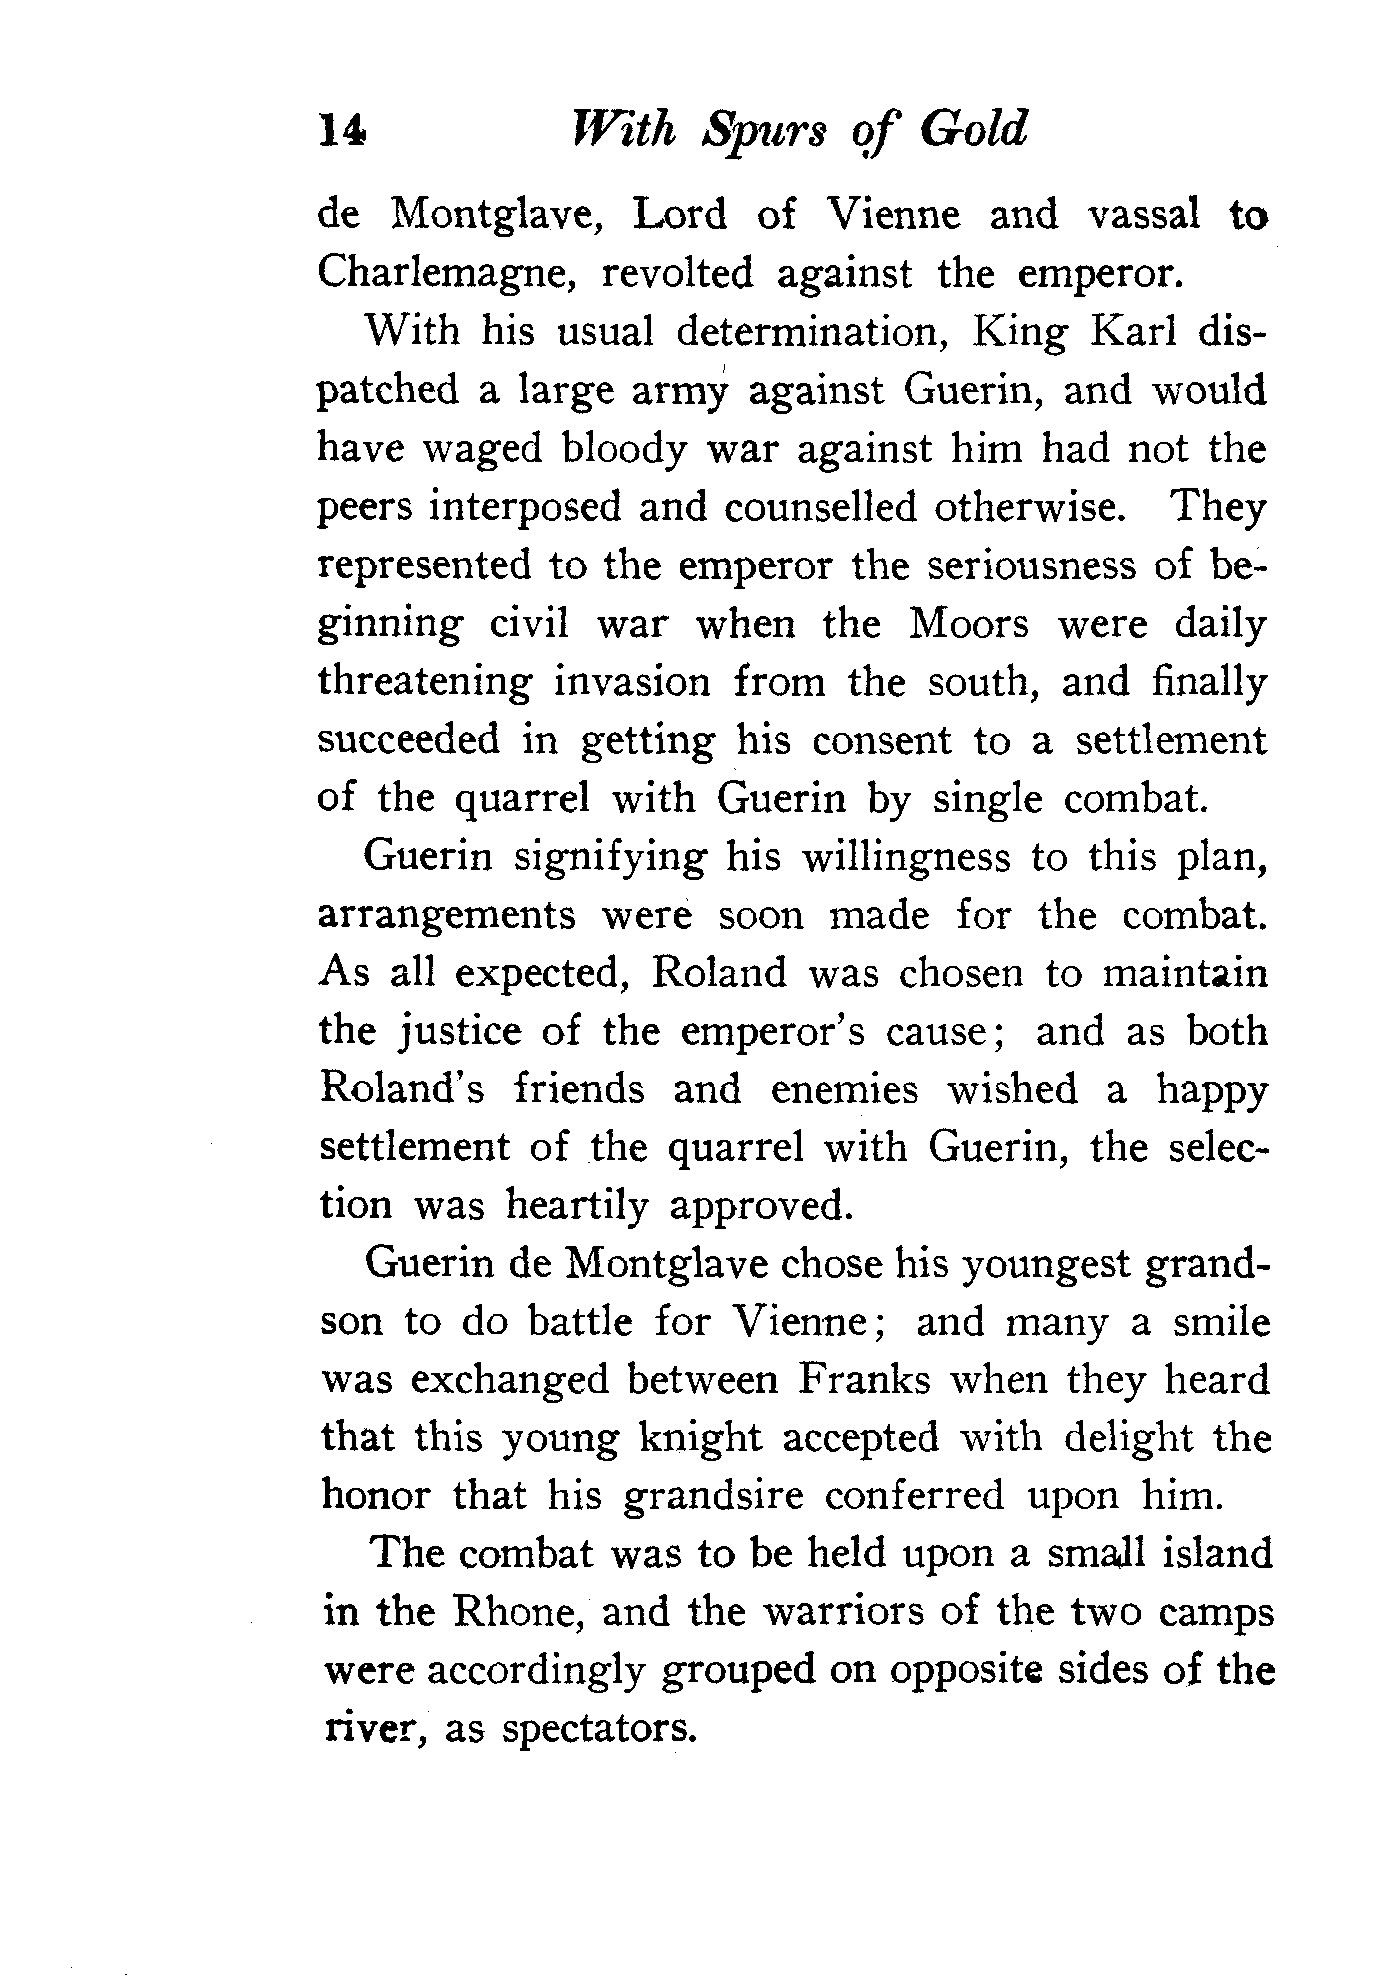 14 With Spurs of Gold
de Montglave, Lord of Vienne and vassal to
Charlemagne, revolted against the emperor.
With his usual determination, King Karl dis-
patched a large army against Guerin, and would
have waged bloody war against him had not the
peers interposed and counselled otherwise. They
represented to the emperor the seriousness of be-
ginning civil war when the Moors were daily
threatening invasion from the south, and finally
succeeded in getting his consent to a settlement
of the quarrel with Guerin by single combat.
Guerin signifying his willingness to this plan,
arrangements were soon made for the combat.
As all expected, Roland was chosen to maintain
the justice of the emperor's cause; and as both
Roland's friends and enemies wished a happy
settlement of the quarrel with Guerin, the selec-
tion was heartily approved.
Guerin de Montglave chose his youngest grand-
son to do battle for Vienne; and many a smile
was exchanged between Franks when they heard
that this young knight accepted with delight the
honor that his grandsire conferred upon him.
The combat was to be held upon a small island
in the Rhone, and the warriors of the two camps
were accordingly grouped on opposite sides of the
river, as spectators.